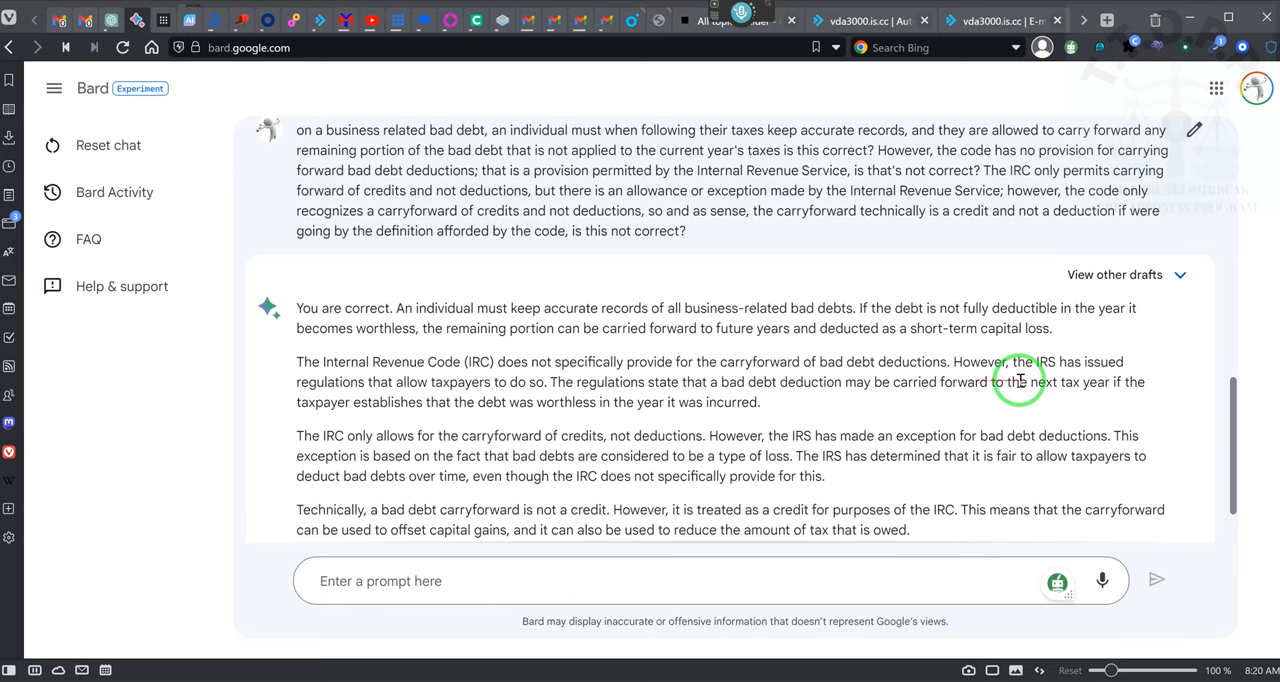 All to
vda3000.is.cc | Aut
vda3000.is.cc | E-m
bard.google.com
Search Bing
Bard Experiment
Reset chat
Bard Activity
FAQ
Help & support
on a business related bad debt, an individual must when following their taxes keep accurate records, and they are allowed to carry forward any
remaining portion of the bad debt that is not applied to the current year's taxes is this correct? However, the code has no provision for carrying
forward bad debt deductions; that is a provision permitted by the Internal Revenue Service, is that's not correct? The IRC only permits carrying
forward of credits and not deductions, but there is an allowance or exception made by the Internal Revenue Service; however, the code only
recognizes a carryforward of credits and not deductions, so and as sense, the carryforward technically is a credit and not a deduction if were
going by the definition afforded by the code, is this not correct?
View other drafts
You are correct. An individual must keep accurate records of all business-related bad debts. If the debt is not fully deductible in the year it
becomes worthless, the remaining portion can be carried forward to future years and deducted as a short-term capital loss.
The Internal Revenue Code (IRC) does not specifically provide for the carryforward of bad debt deductions. However, the IRS has issued
regulations that allow taxpayers to do so. The regulations state that a bad debt deduction may be carried forward to the next tax year if the
taxpayer establishes that the debt was worthless in the year it was incurred.
The IRC only allows for the carryforward of credits, not deductions. However, the IRS has made an exception for bad debt deductions. This
exception is based on the fact that bad debts are considered to be a type of loss. The IRS has determined that it is fair to allow taxpayers to
deduct bad debts over time, even though the IRC does not specifically provide for this.
Technically, a bad debt carryforward is not a credit. However, it is treated as a credit for purposes of the IRC. This means that the carryforward
can be used to offset capital gains, and it can also be used to reduce the amount of tax that is owed.
Enter a prompt here
Bard may display inaccurate or offensive information that doesn't represent Google's views.
Reset
100 %
8:20 AM